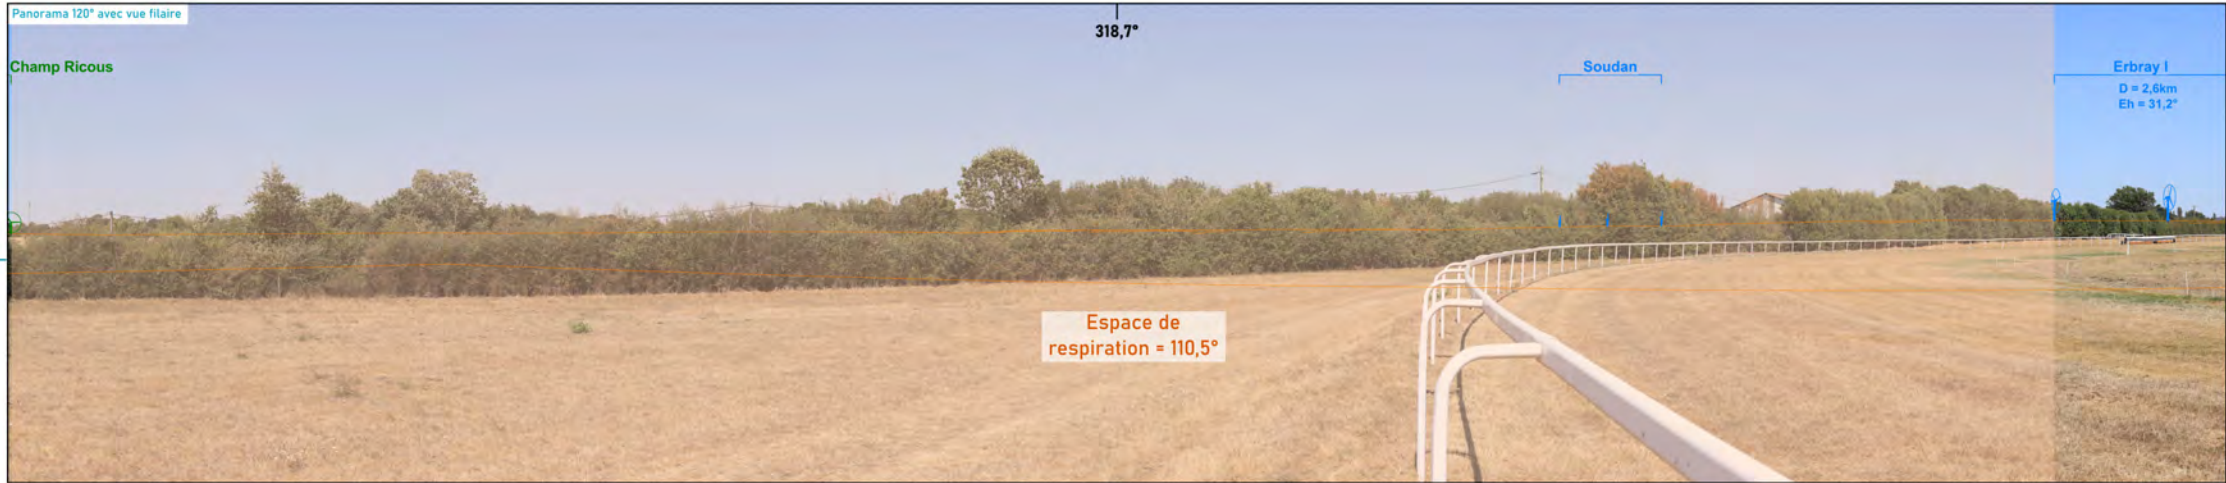 Panorama 120° avec vue filaire
318,7°
Champ Ricous
Soudan
Erbray I
D = 2,6km
Eh = 31,2°
Espace de
respiration = 110,5°